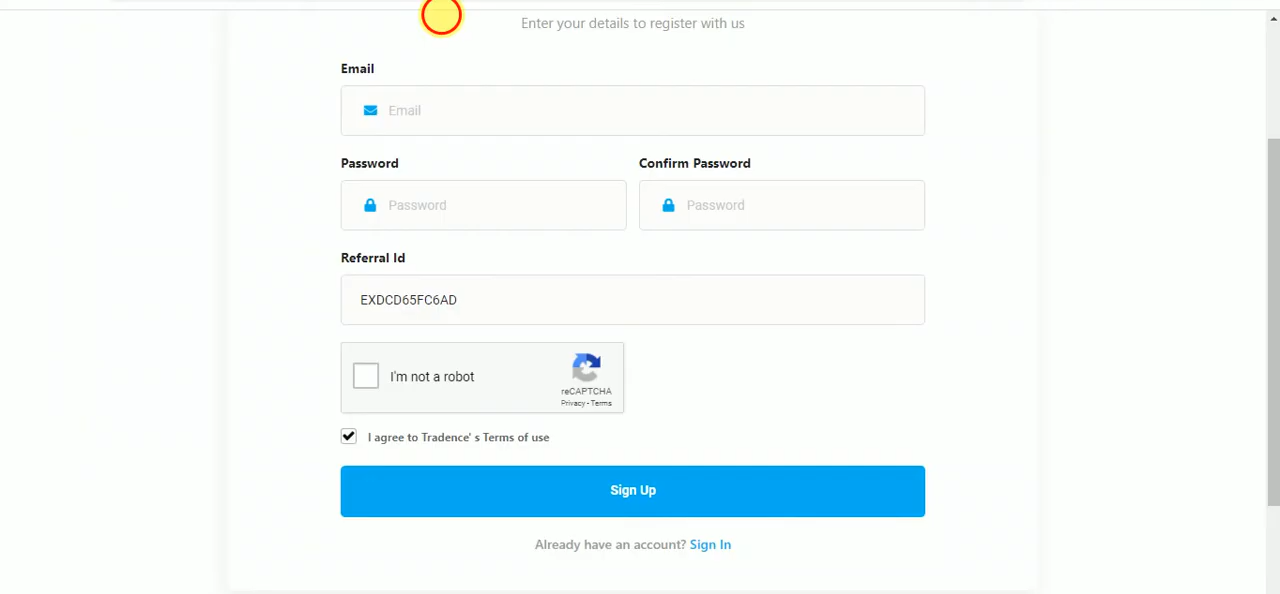 Enter your details to register with us
Email
Email
Password Confirm Password
Password Password
Referral Id
EXDCD65FC6AD
I'm not a robot
reCAPTCHA
Privacy - Terms
I agree to Tradence' s Terms of use
Sign Up
Already have an account? Sign In